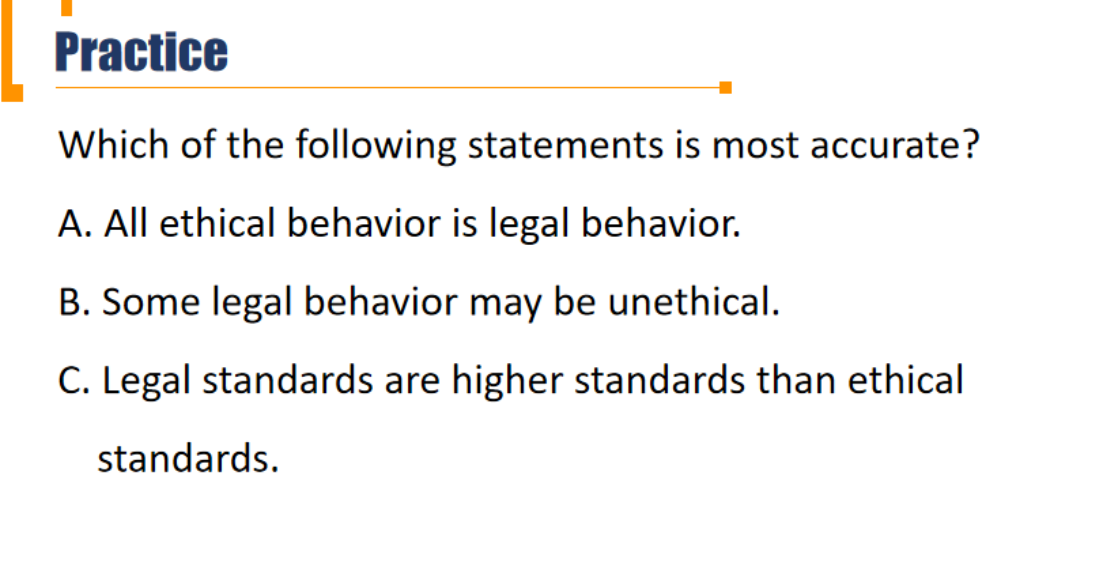 Practice
Which of the following statements is most accurate?
A. All ethical behavior is legal behavior.
B. Some legal behavior may be unethical.
C. Legal standards are higher standards than ethical
standards.